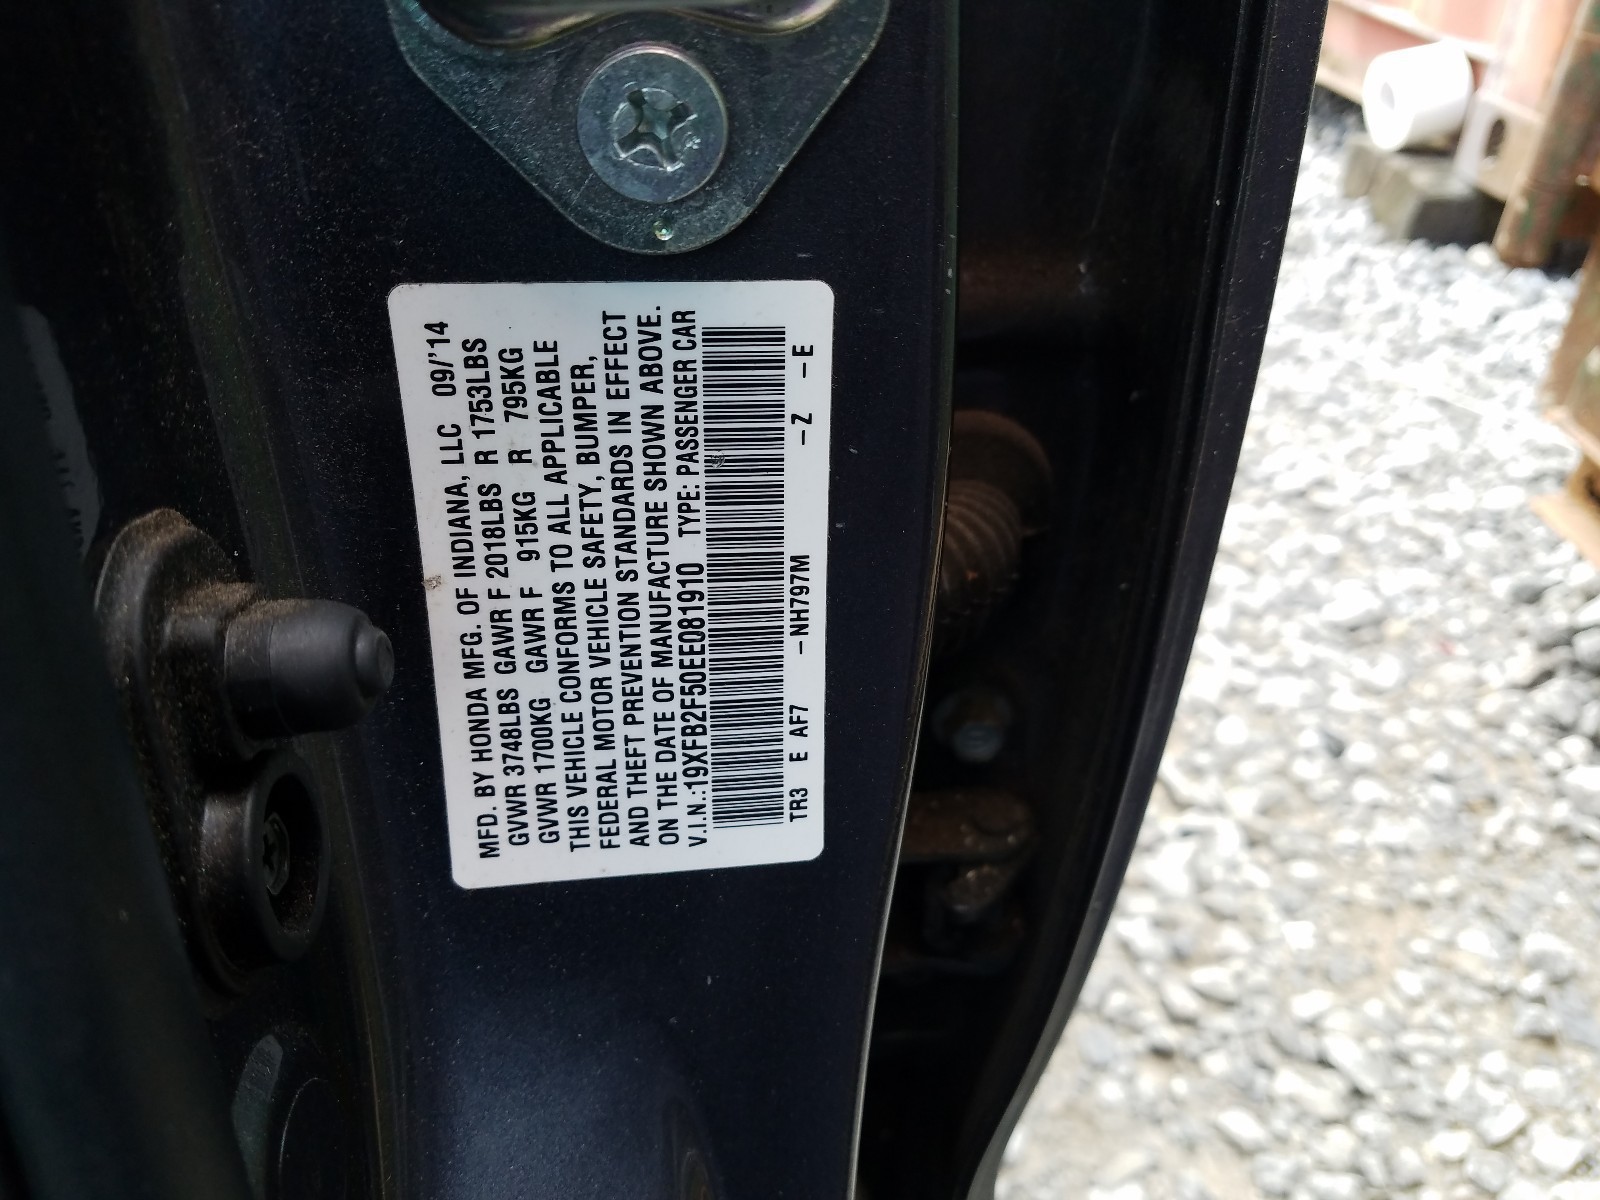 MFD. BY HONDA MFG. OF INDIANA, LLC 09/'14
GVWR 3748LBS GAWR F 2018LBS R 1753LBS
GVWR 1700KG GAWR F 915KG R 795KG
THIS VEHICLE CONFORMS TO ALL APPLICABLE
FEDERAL MOTOR VEHICLE SAFETY, BUMPER,
AND THEFT PREVENTION STANDARDS IN EFFECT
ON THE DATE OF MANUFACTURE SHOWN ABOVE.
V.I.N.:19XFB2F50EE081910 TYPE: PASSENGER CAR
TR3 E AF7 -NH797M -Z -E